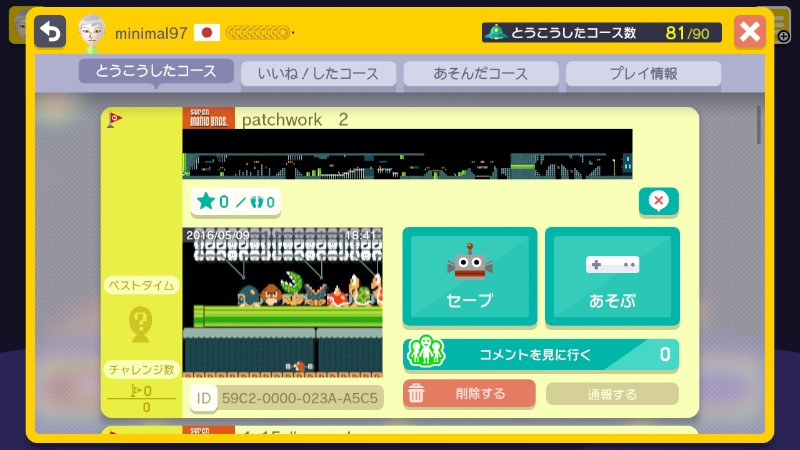 minimal97
とうこうしたコース数 81/90
とうこうしたコース
いいね！したコース
あそんだコース
プレイ情報
SUPER
MARIO BROS.
patchwork 2
0 / 0
2016/05/09 18:41
ベストタイム
?
セーブ
あそぶ
チャレンジ数
0
0
コメントを見に行く 0
ID 59C2-0000-023A-A5C5
削除する
通報する
SUPER